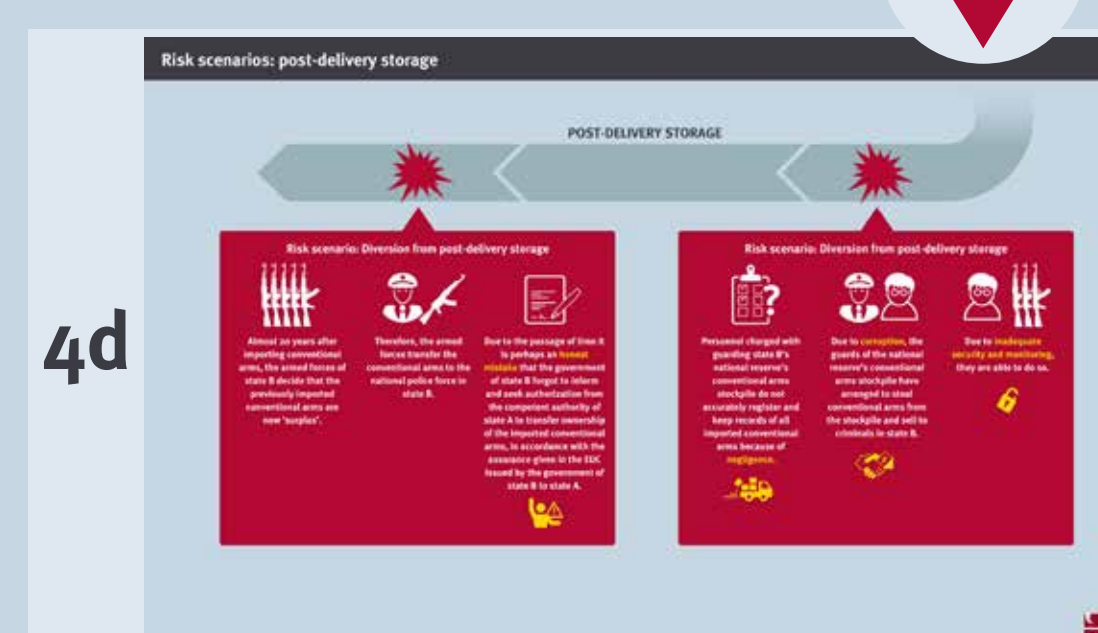 Risk scenarios: post-delivery storage
4d
POST-DELIVERY STORAGE
Risk scenario: Diversion from post-delivery storage
Almost 20 years after
importing conventional
arms, the armed forces of
state B decide that the
previously imported
conventional arms are
now 'surplus'.
Therefore, the armed
forces transfer the
conventional arms to the
national police force in
state B.
Due to the passage of time it
is perhaps an honest
mistake that the government
of state B forgot to inform
and seek authorization from
the competent authority of
state A to transfer ownership
of the imported conventional
arms, in accordance with the
assurance given in the EUC
issued by the government of
state B to state A.
Risk scenario: Diversion from post-delivery storage
Personnel charged with
guarding state B's
national reserve's
conventional arms
stockpile do not
accurately register and
keep records of all
imported conventional
arms because of
negligence.
Due to corruption, the
guards of the national
reserve's conventional
arms stockpile have
arranged to steal
conventional arms from
the stockpile and sell to
criminals in state B.
Due to inadequate
security and monitoring,
they are able to do so.